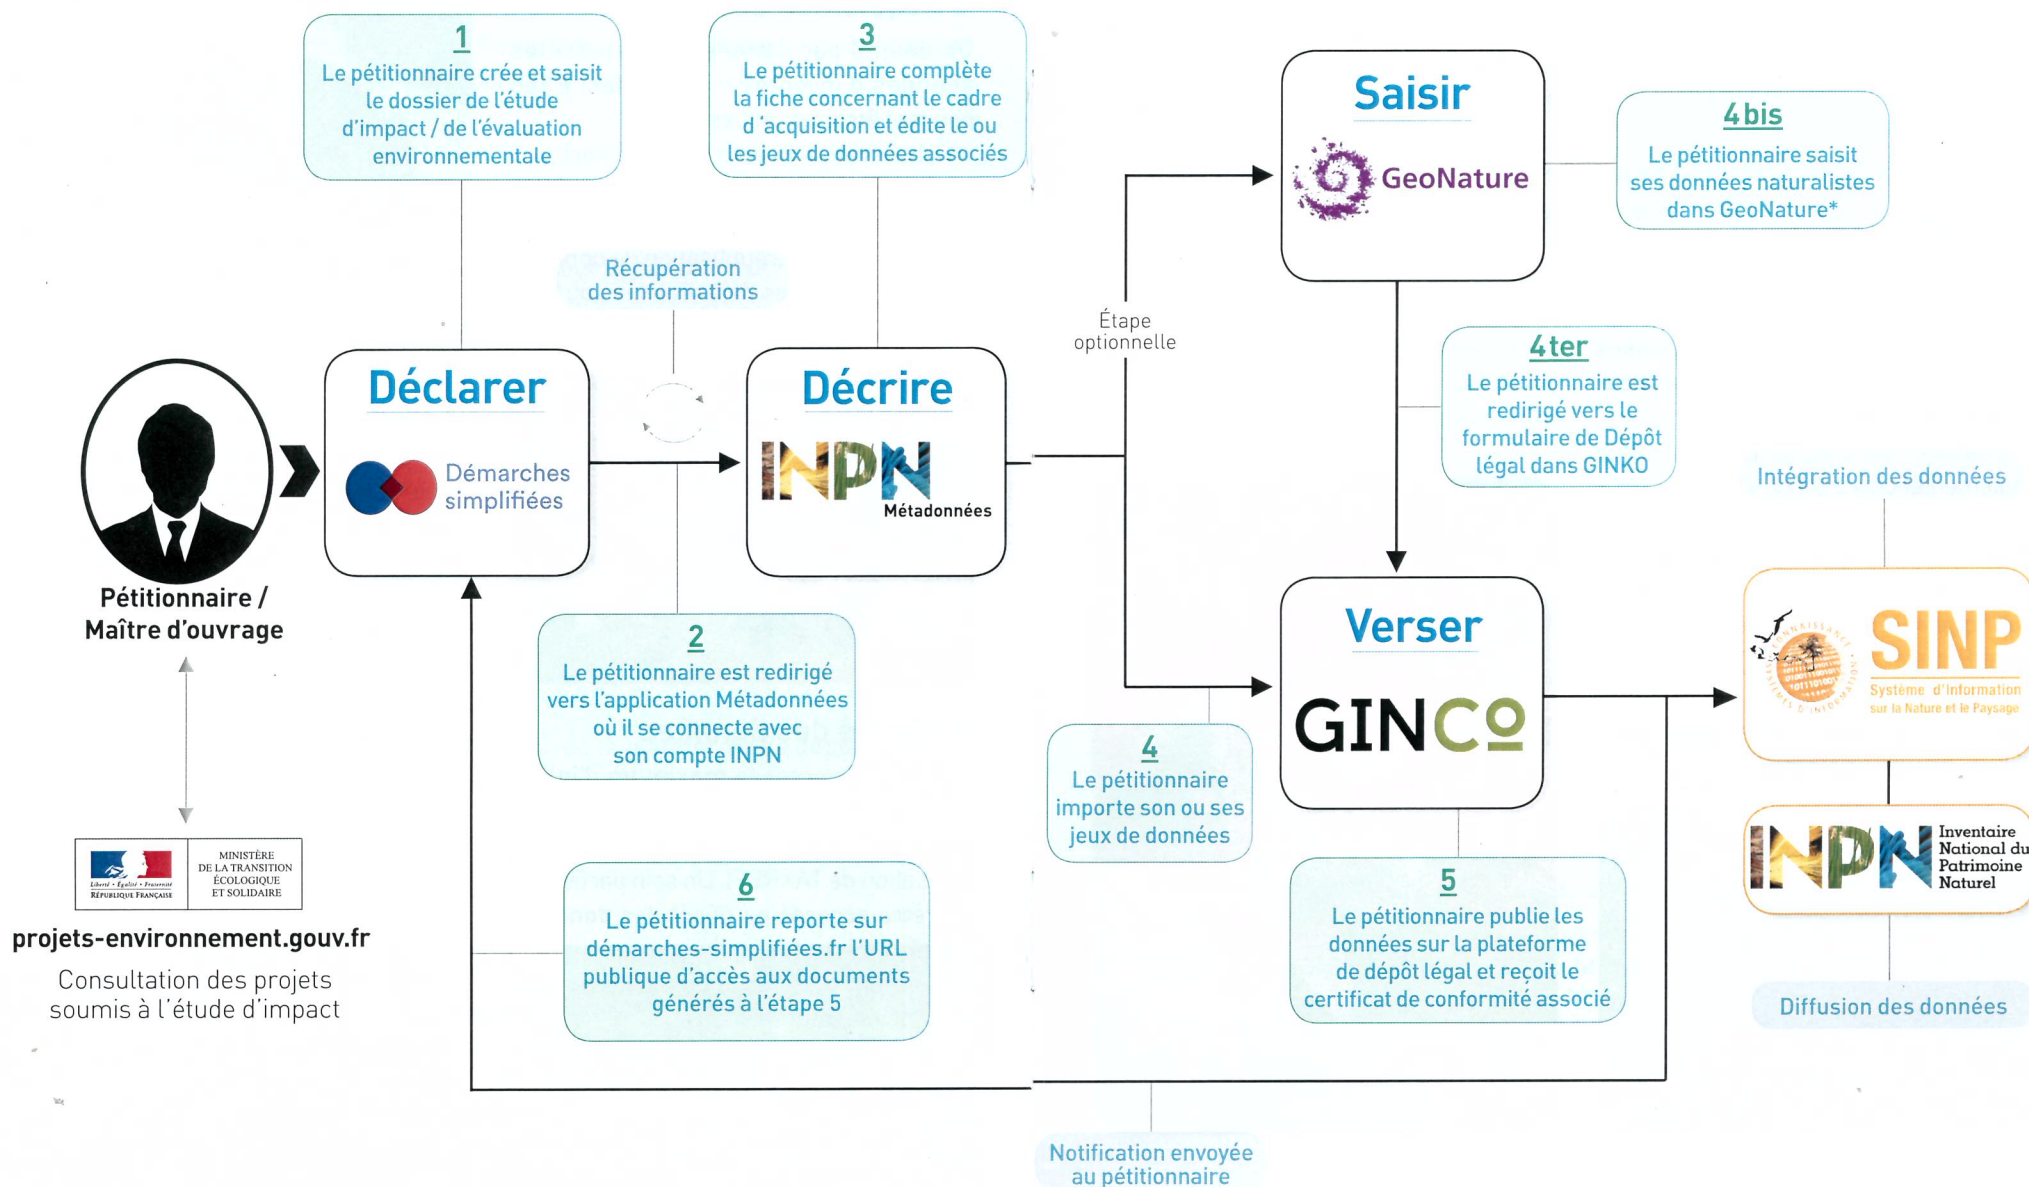 1
Le pétitionnaire crée et saisit
le dossier de l'étude
d'impact / de l'évaluation
environnementale
3
Le pétitionnaire complète
la fiche concernant le cadre
d 'acquisition et édite le ou
les jeux de données associés
Saisir
GeoNature
4 bis
Le pétitionnaire saisit
ses données naturalistes
dans GeoNature*
Récupération
des informations
Étape
optionnelle
4 ter
Le pétitionnaire est
redirigé vers le
formulaire de Dépôt
légal dans GINKO
Déclarer
Démarches
simplifiées
Décrire
INPN
Métadonnées
Pétitionnaire /
Maître d'ouvrage
2
Le pétitionnaire est redirigé
vers l'application Métadonnées
où il se connecte avec
son compte INPN
Verser
GINCO
4
Le pétitionnaire
importe son ou ses
jeux de données
Intégration des données
SINP
Système d'Information
sur la Nature et le Paysage
INPN
Inventaire
National du
Patrimoine
Naturel
Diffusion des données
Liberté • Égalité • Fraternité
RÉPUBLIQUE FRANÇAISE
MINISTÈRE
DE LA TRANSITION
ÉCOLOGIQUE
ET SOLIDAIRE
projets-environnement.gouv.fr
Consultation des projets
soumis à l'étude d'impact
6
Le pétitionnaire reporte sur
démarches-simplifiées.fr l'URL
publique d'accès aux documents
générés à l'étape 5
5
Le pétitionnaire publie les
données sur la plateforme
de dépôt légal et reçoit le
certificat de conformité associé
Notification envoyée
au pétitionnaire